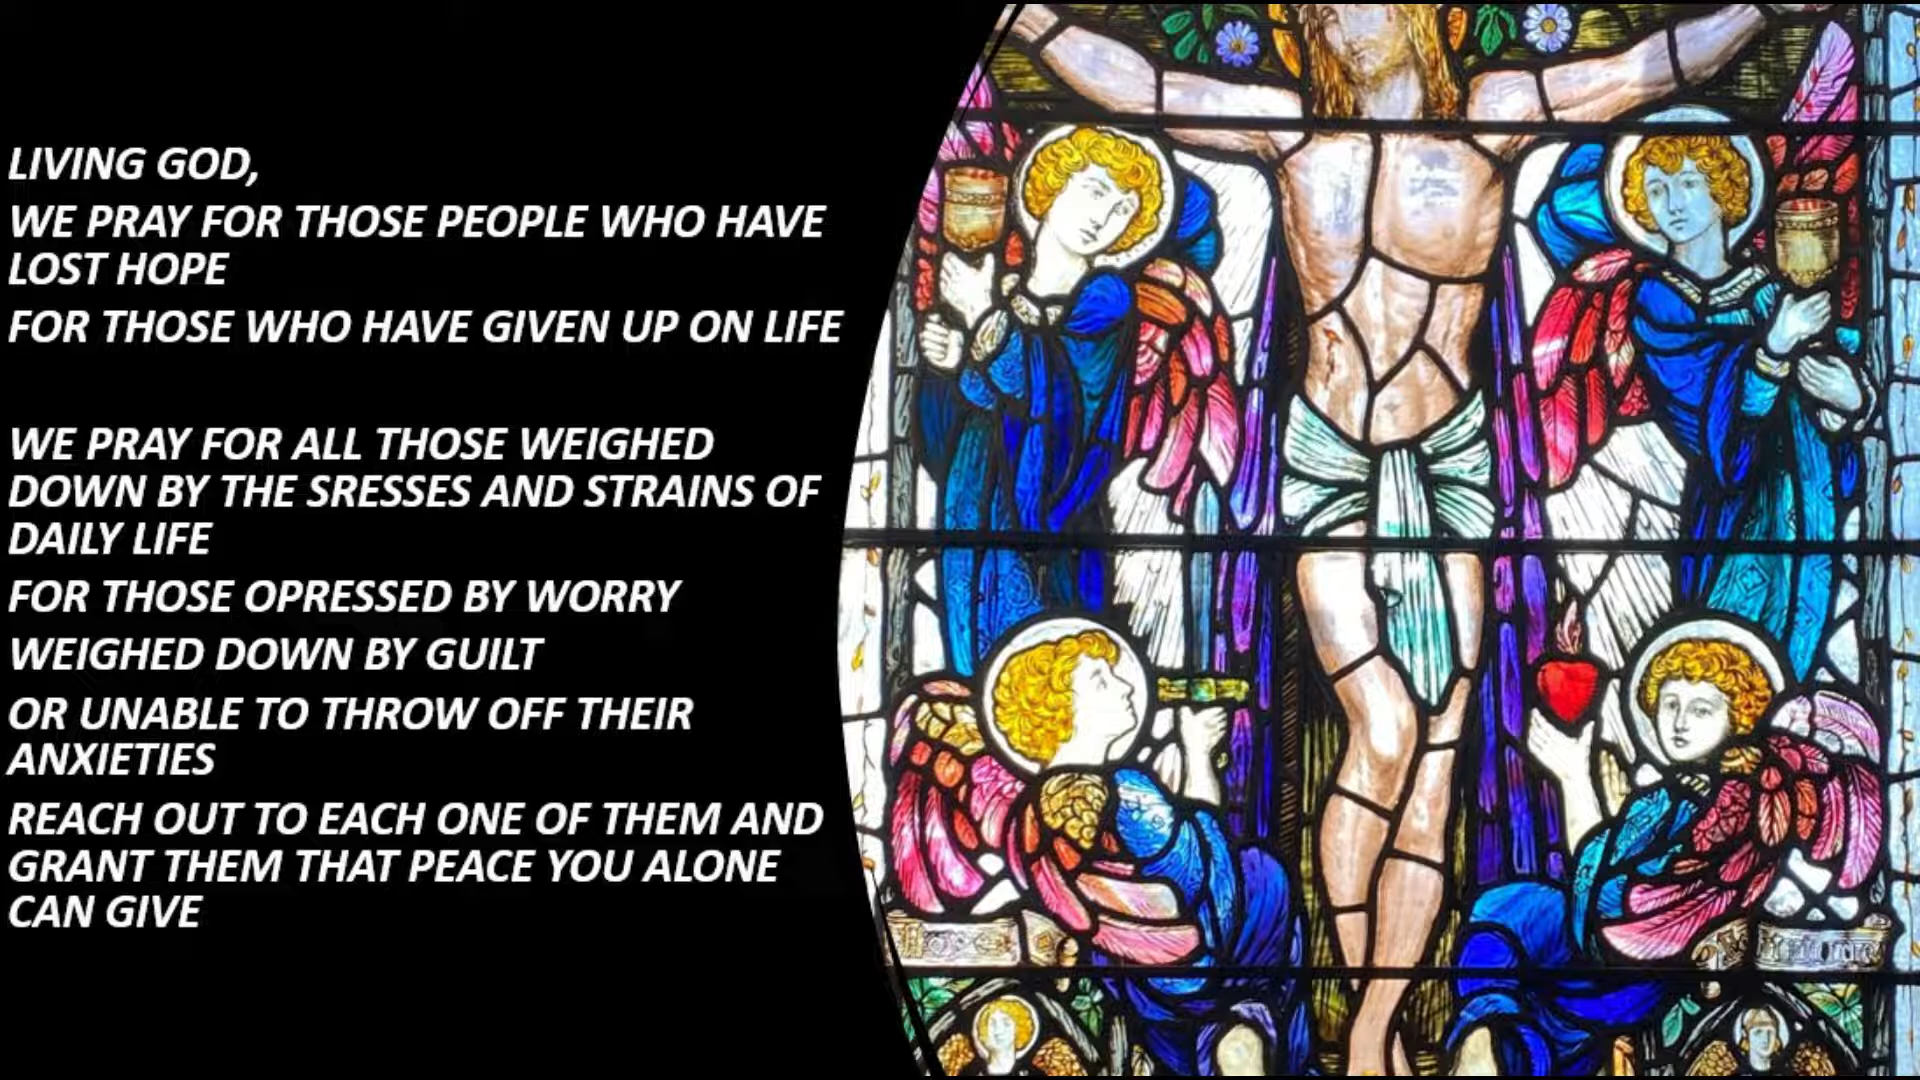 LIVING GOD,
WE PRAY FOR THOSE PEOPLE WHO HAVE
LOST HOPE
FOR THOSE WHO HAVE GIVEN UP ON LIFE
WE PRAY FOR ALL THOSE WEIGHED
DOWN BY THE SRESSES AND STRAINS OF
DAILY LIFE
FOR THOSE OPRESSED BY WORRY
WEIGHED DOWN BY GUILT
OR UNABLE TO THROW OFF THEIR
ANXIETIES
REACH OUT TO EACH ONE OF THEM AND
GRANT THEM THAT PEACE YOU ALONE
CAN GIVE